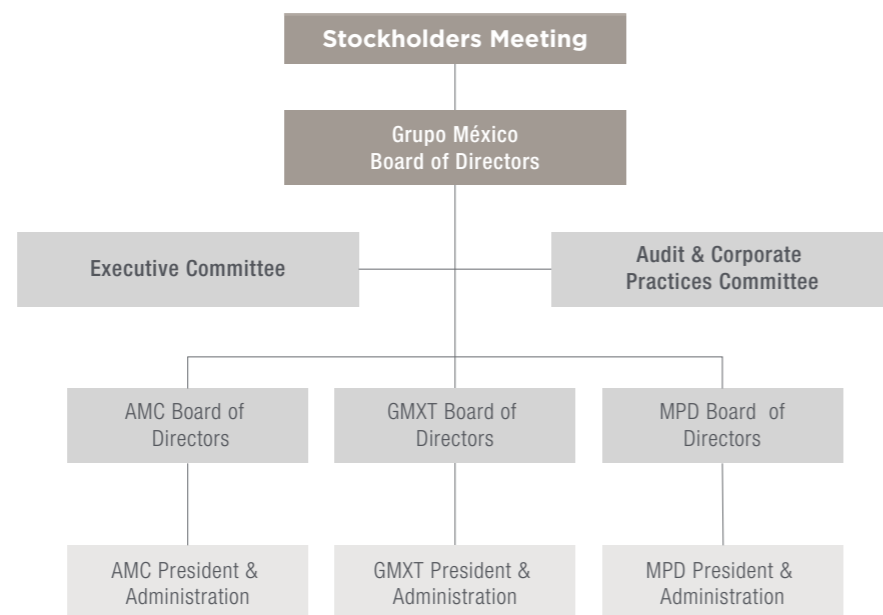 Stockholders Meeting
Grupo México
Board of Directors
Executive Committee
Audit & Corporate
Practices Committee
AMC Board of
Directors
GMXT Board of
Directors
MPD Board of
Directors
AMC President &
Administration
GMXT President &
Administration
MPD President &
Administration